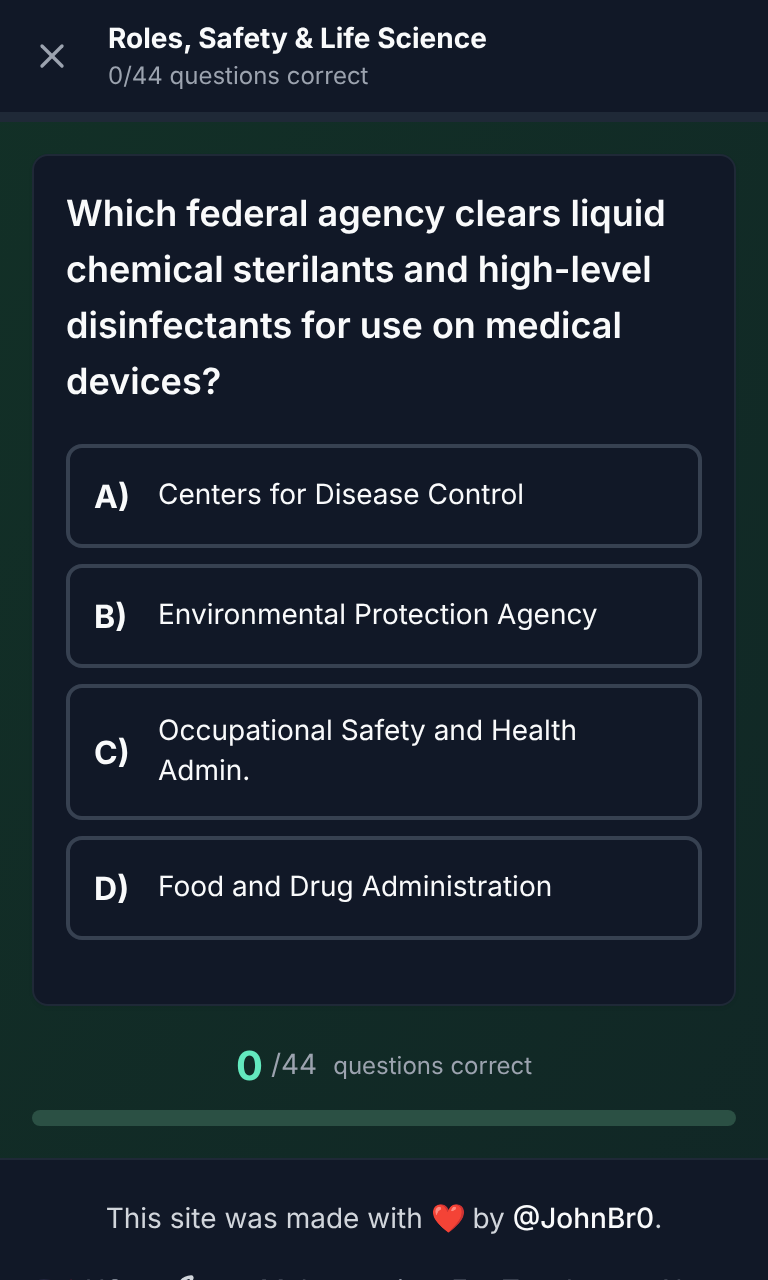 Roles, Safety & Life Science
0/44 questions correct
Which federal agency clears liquid
chemical sterilants and high-level
disinfectants for use on medical
devices?
A) Centers for Disease Control
B) Environmental Protection Agency
C) Occupational Safety and Health
Admin.
D) Food and Drug Administration
0 /44 questions correct
This site was made with ❤️ by @JohnBr0.